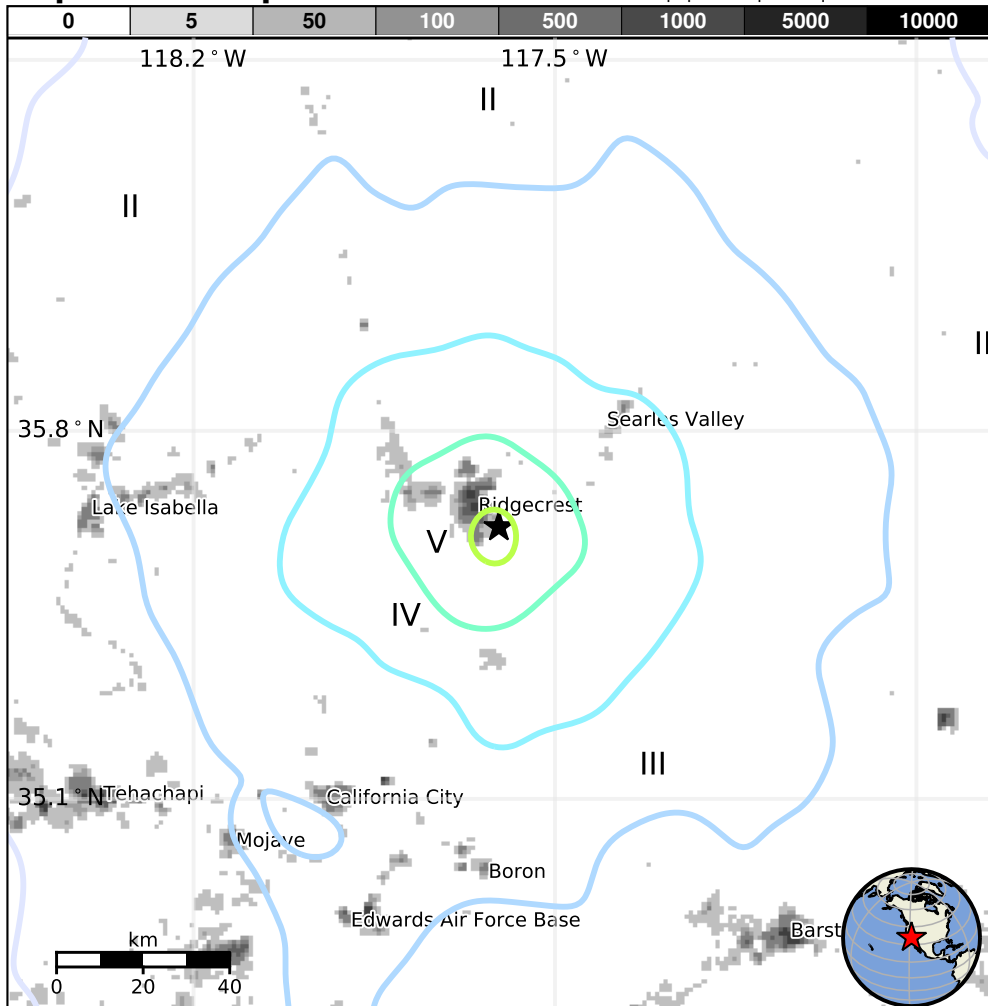 0 5 50 100 500 1000 5000 10000
118.2°W 117.5°W
II
II
II
35.8°N
Searles Valley
Lake Isabella
Ridgecrest
V
IV
III
35.1°N
Tehachapi
California City
Mojave
Boron
Edwards Air Force Base
Barst
km
0 20 40